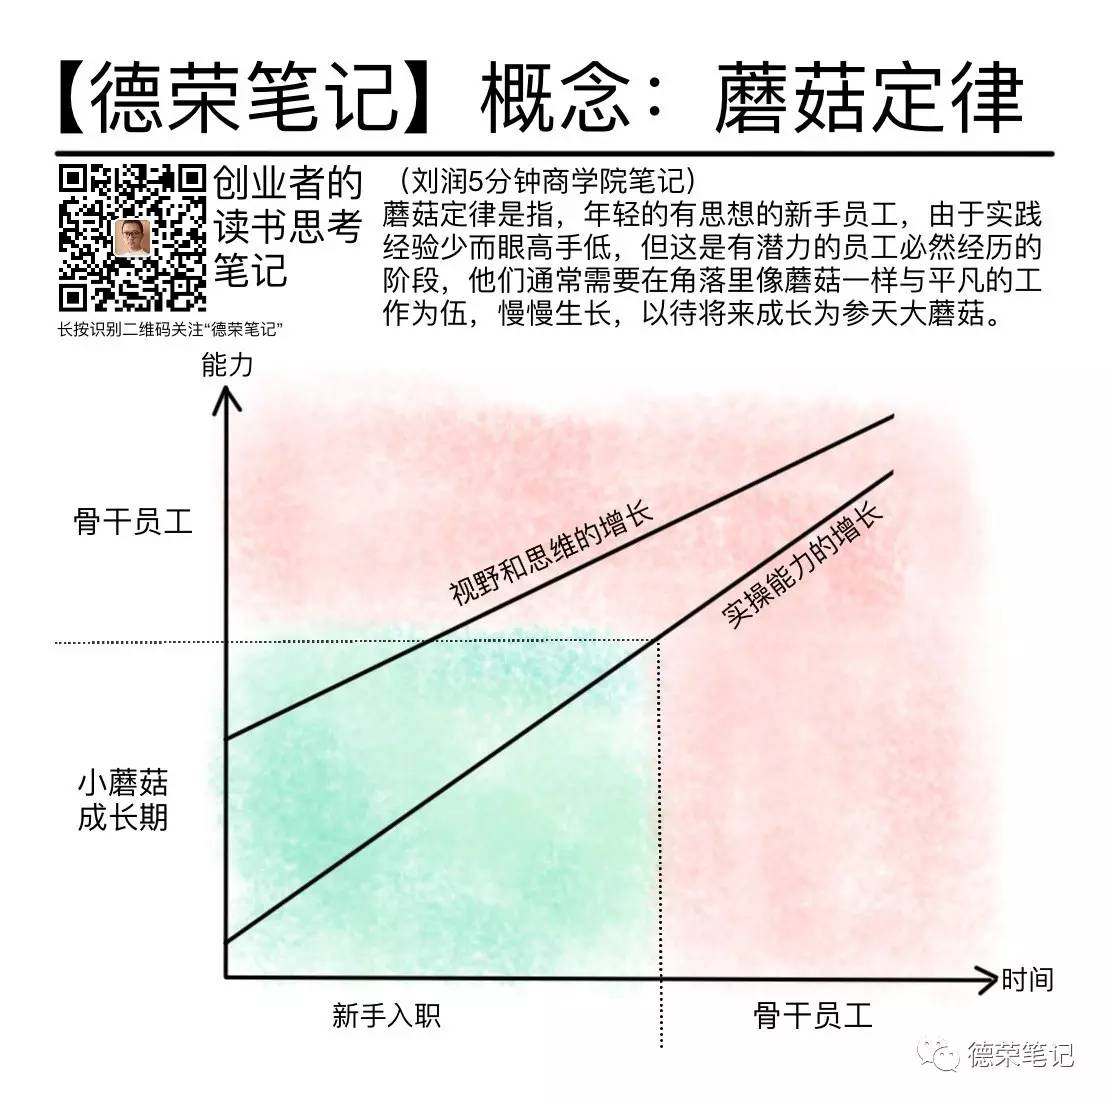 【德荣笔记】概念：蘑菇定律
创业者的
读书思考
笔记
长按识别二维码关注“德荣笔记”
（刘润5分钟商学院笔记）
蘑菇定律是指，年轻的有思想的新手员工，由于实践
经验少而眼高手低，但这是有潜力的员工必然经历的
阶段，他们通常需要在角落里像蘑菇一样与平凡的工
作为伍，慢慢生长，以待将来成长为参天大蘑菇。
能力
骨干员工
视野和思维的增长
实操能力的增长
小蘑菇
成长期
时间
新手入职
骨干员工
德荣笔记